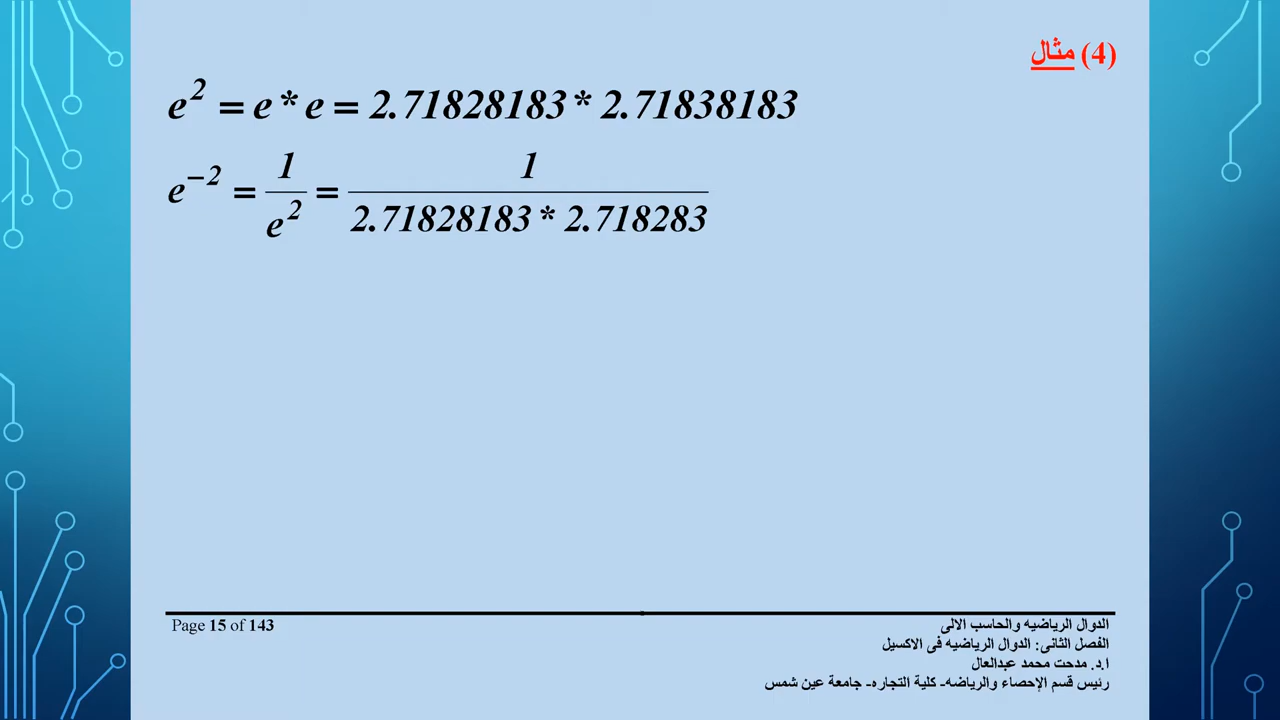 (4) مثال
e^2 = e * e = 2.71828183 * 2.71838183
e^−2 = 1/e^2 = 1/(2.71828183 * 2.718283)
Page 15 of 143
الدوال الرياضيه والحاسب الالى
الفصل الثانى: الدوال الرياضيه فى الاكسيل
ا.د. مدحت محمد عبدالعال
رئيس قسم الإحصاء والرياضه- كلية التجاره- جامعة عين شمس